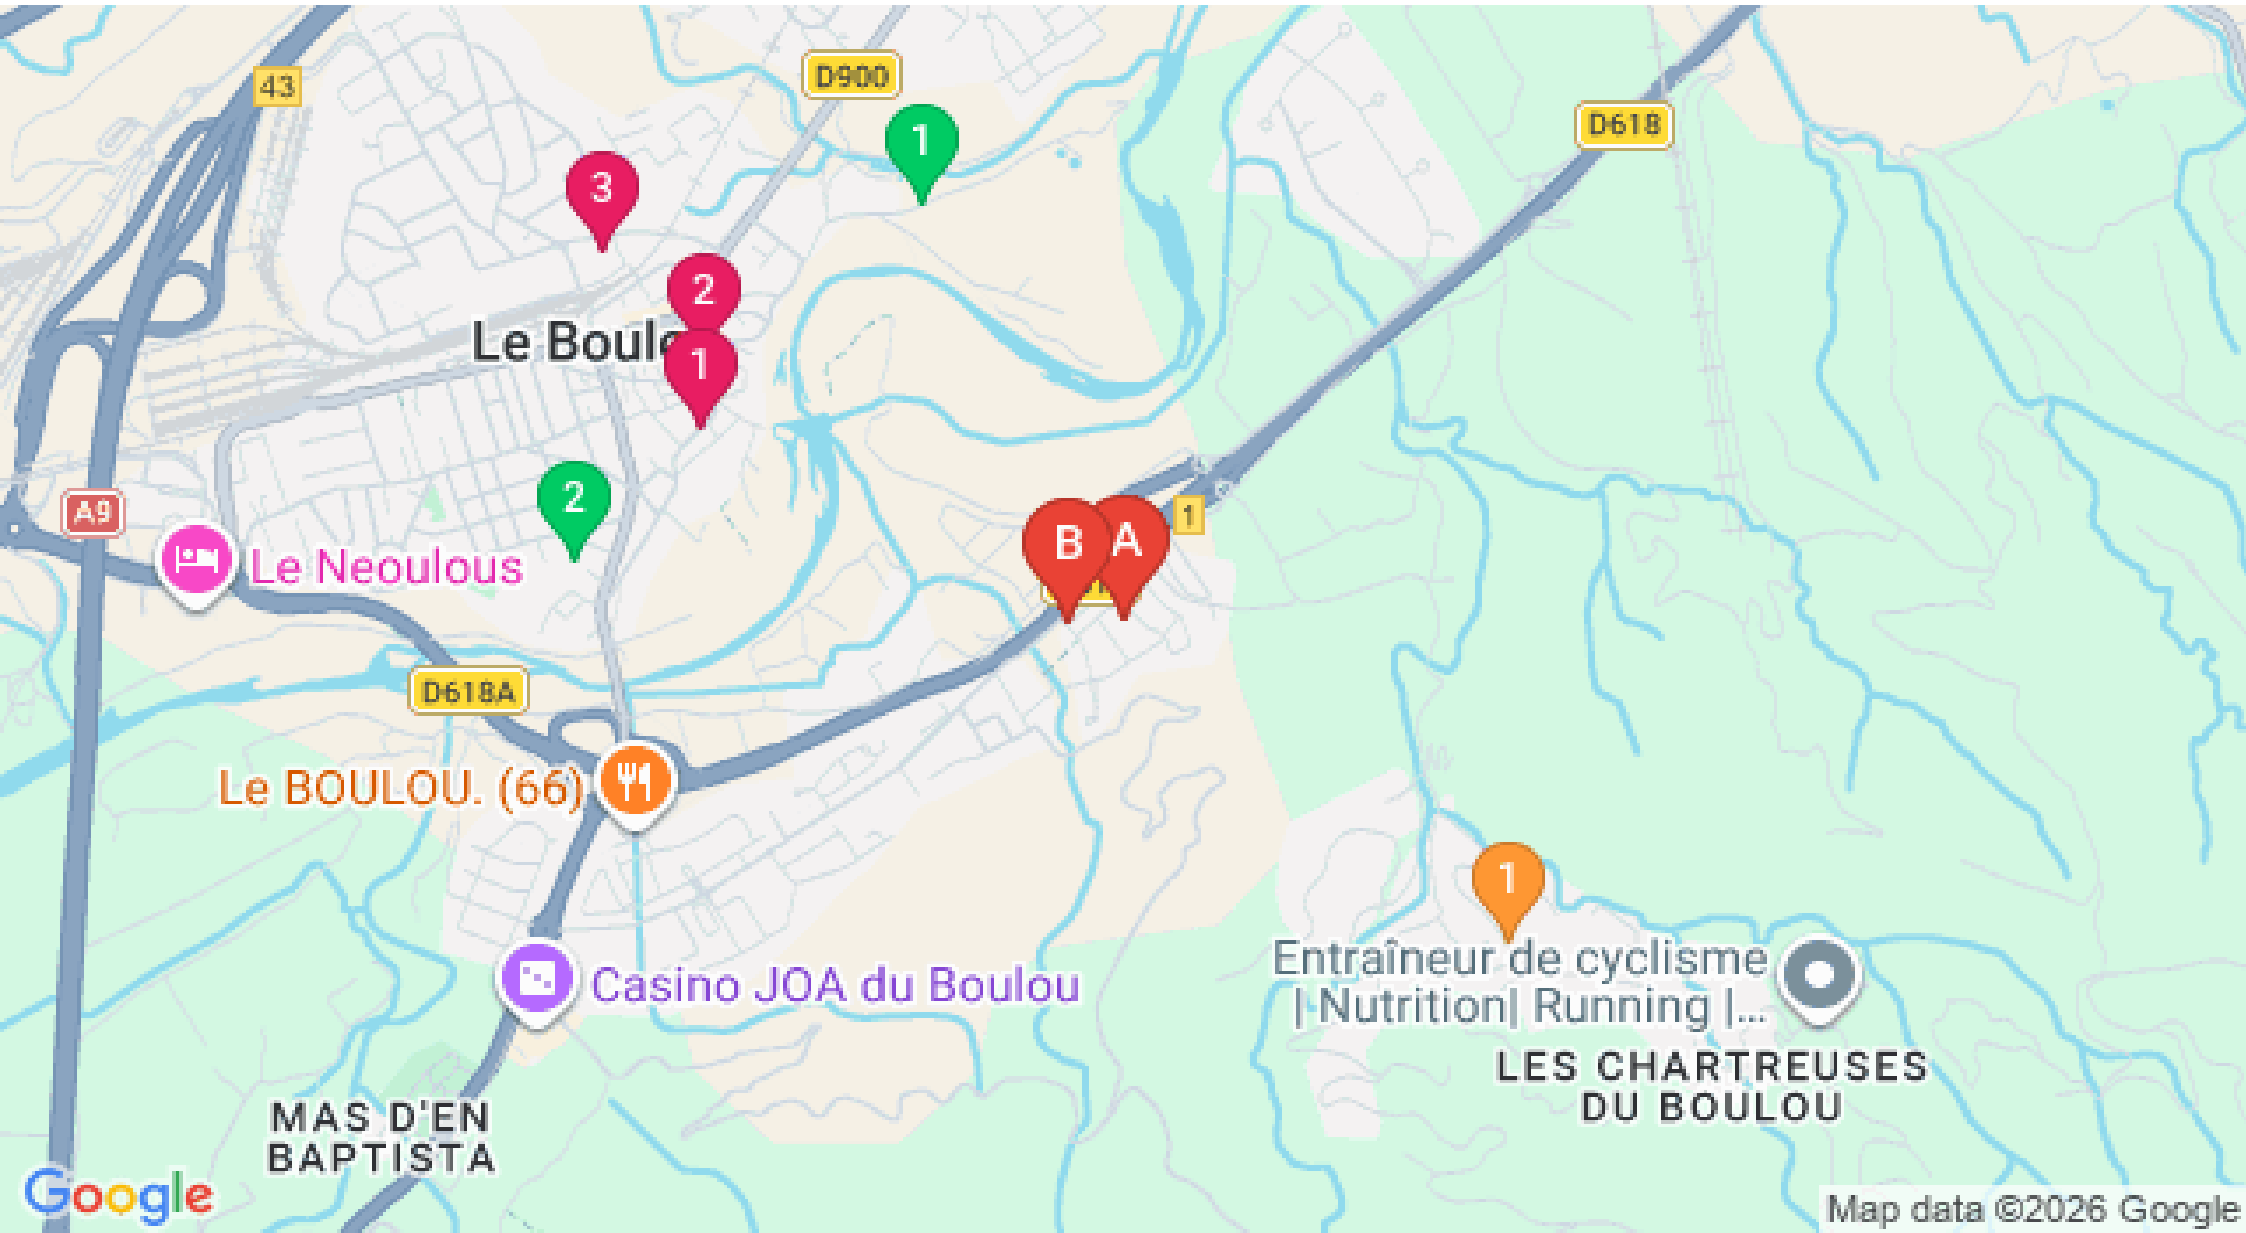 D900
43
1
D618
3
2
Le Boulo
1
2
A9
B
A
1
Le Neoulous
D618A
Le BOULOU. (66)
1
Entraîneur de cyclisme
| Nutrition| Running |...
Casino JOA du Boulou
LES CHARTREUSES
DU BOULOU
MAS D'EN
BAPTISTA
Google
Map data ©2026 Google